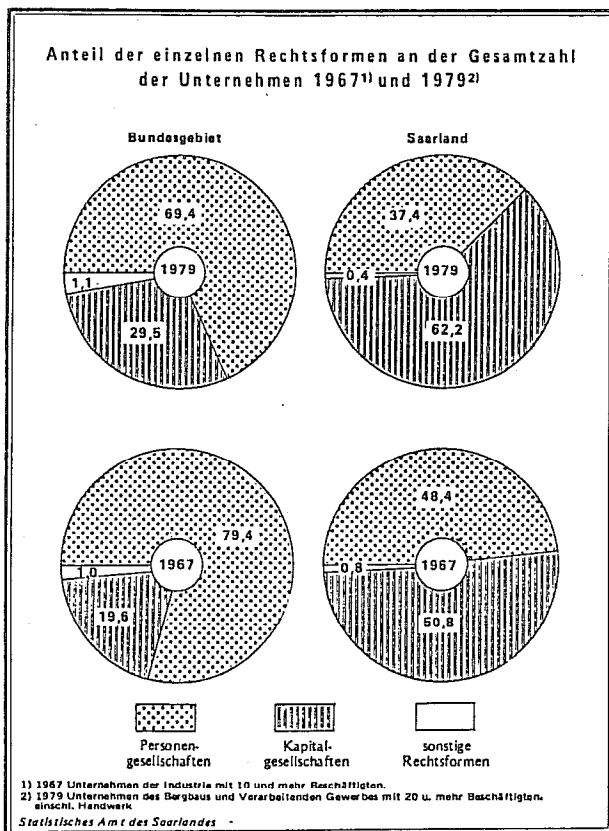 Anteil der einzelnen Rechtsformen an der Gesamtzahl
der Unternehmen 1967¹⁾ und 1979²⁾
Bundesgebiet
Saarland
69,4
1979
1,1
29,5
37,4
0,4
1979
62,2
79,4
1967
1,0
19,6
48,4
0,8
1967
50,8
Personen-
gesellschaften
Kapital-
gesellschaften
sonstige
Rechtsformen
1) 1967 Unternehmen der Industrie mit 10 und mehr Beschäftigten.
2) 1979 Unternehmen des Bergbaus und Verarbeitenden Gewerbes mit 20 u. mehr Beschäftigten,
einschl. Handwerk
Statistisches Amt des Saarlandes -